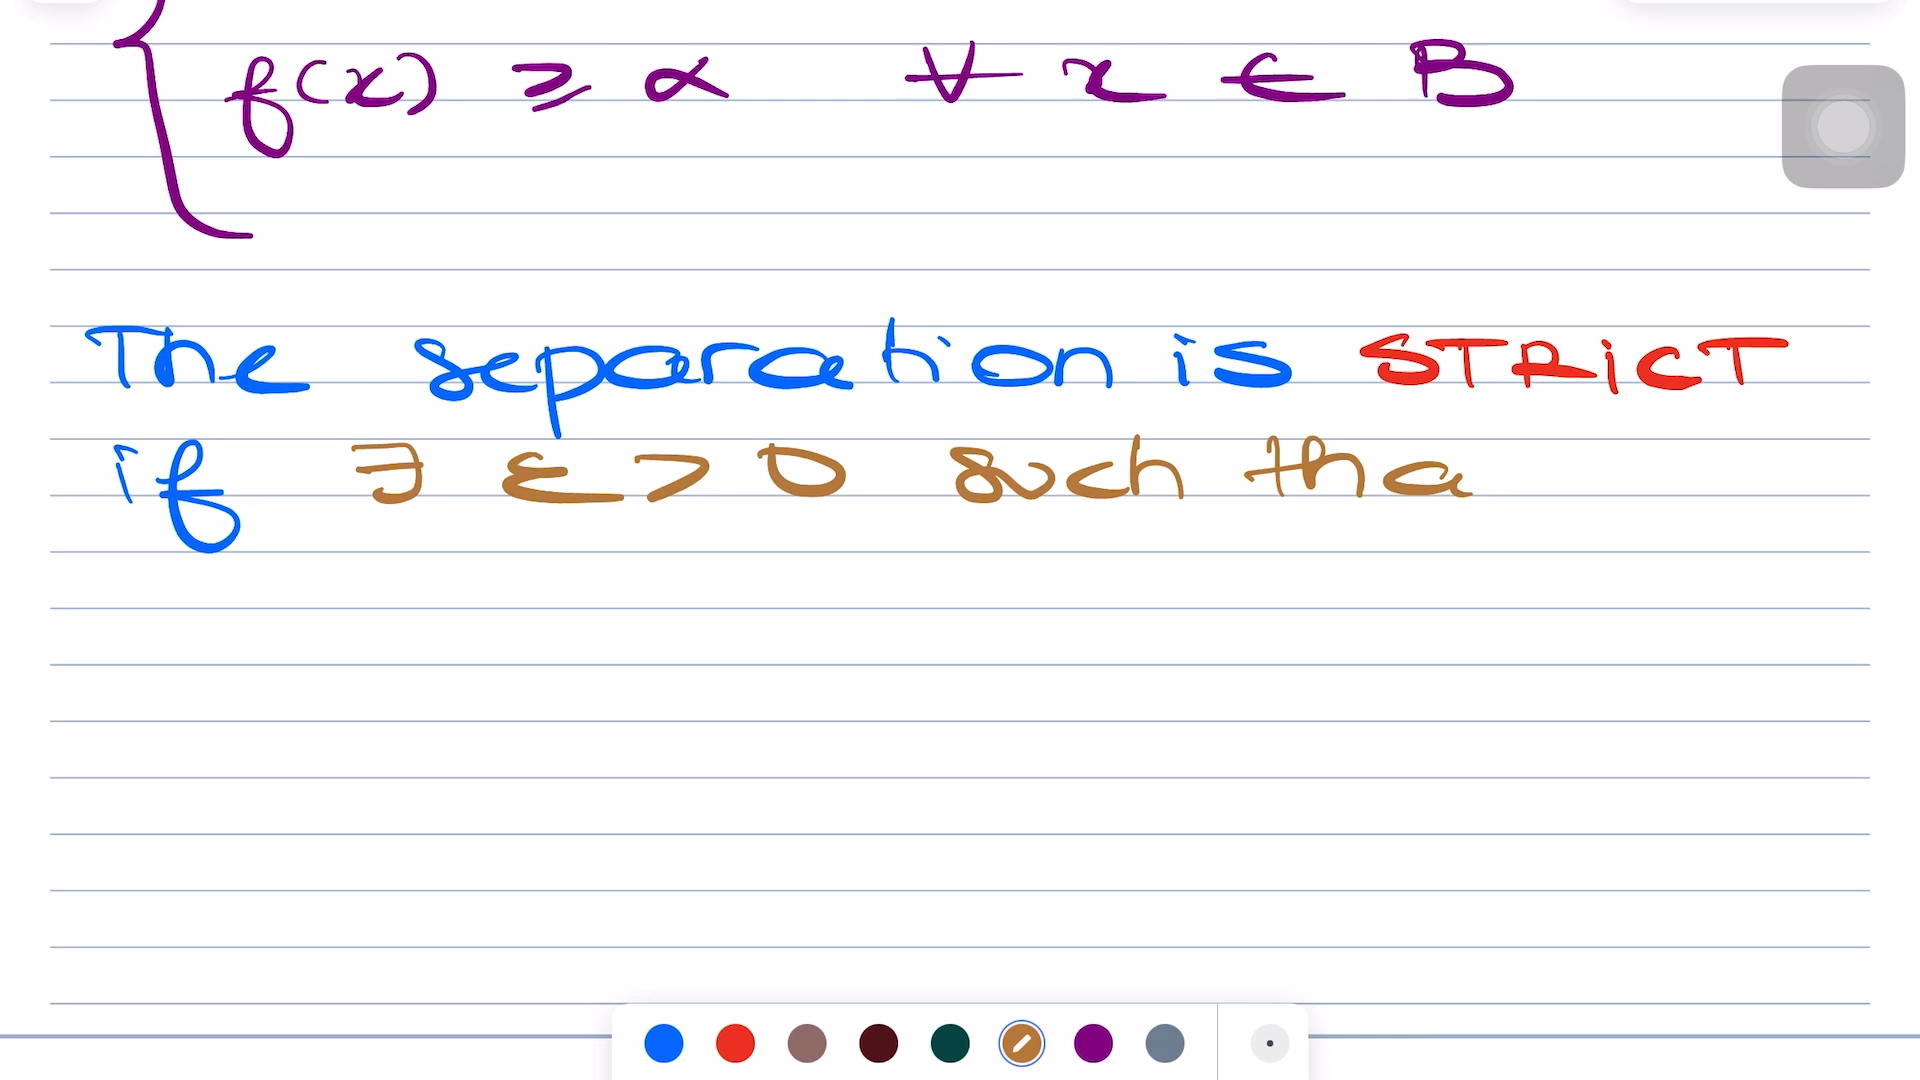 f(x) ≥ α ∀ x ∈ B
The separation is STRiCT
if ∃ ε > 0 such tha